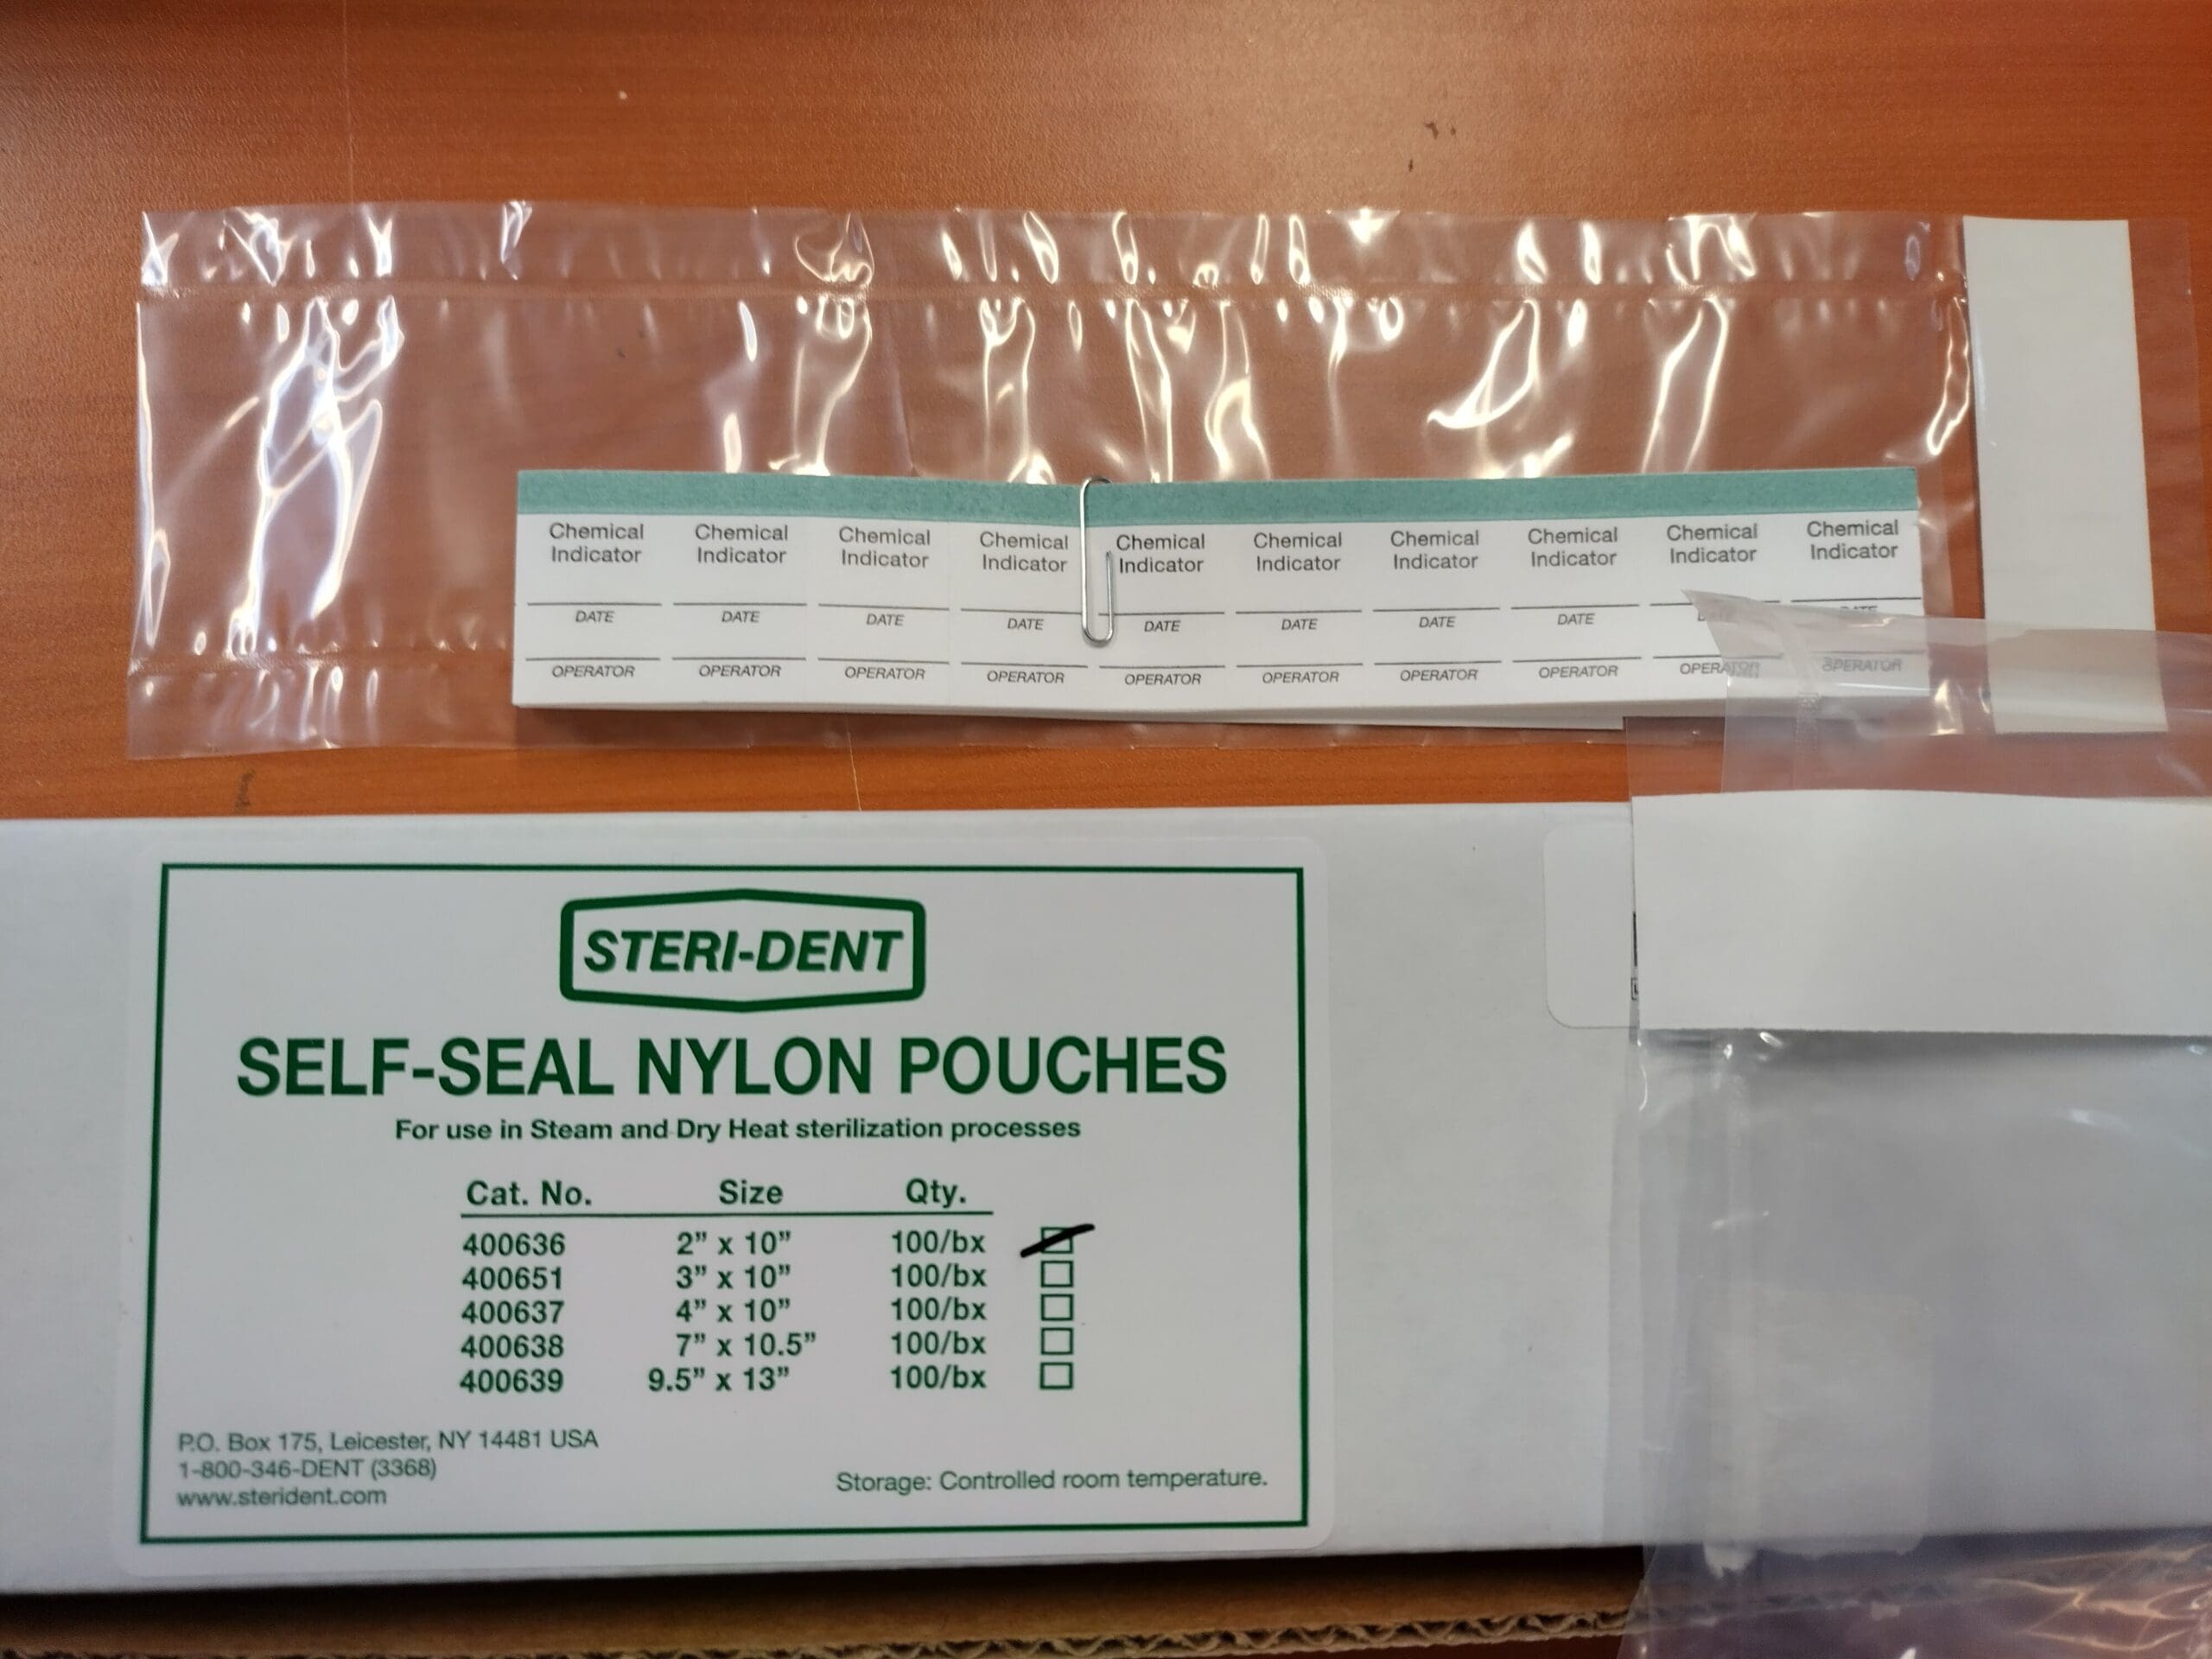 Chemical Chemical Chemical Chemical Chemical Chemical Chemical Chemical Chemical Chemical
Indicator Indicator Indicator Indicator Indicator Indicator Indicator Indicator Indicator Indicator
DATE DATE DATE DATE DATE DATE DATE DATE
OPERATOR OPERATOR OPERATOR OPERATOR OPERATOR OPERATOR OPERATOR OPERATOR OPERATOR OPERATOR
STERI-DENT
SELF-SEAL NYLON POUCHES
For use in Steam and Dry Heat sterilization processes
Cat. No. Size Qty.
400636 2” x 10” 100/bx
400651 3” x 10” 100/bx
400637 4” x 10” 100/bx
400638 7” x 10.5” 100/bx
400639 9.5” x 13” 100/bx
P.O. Box 175, Leicester, NY 14481 USA
1-800-346-DENT (3368)
www.sterident.com
Storage: Controlled room temperature.